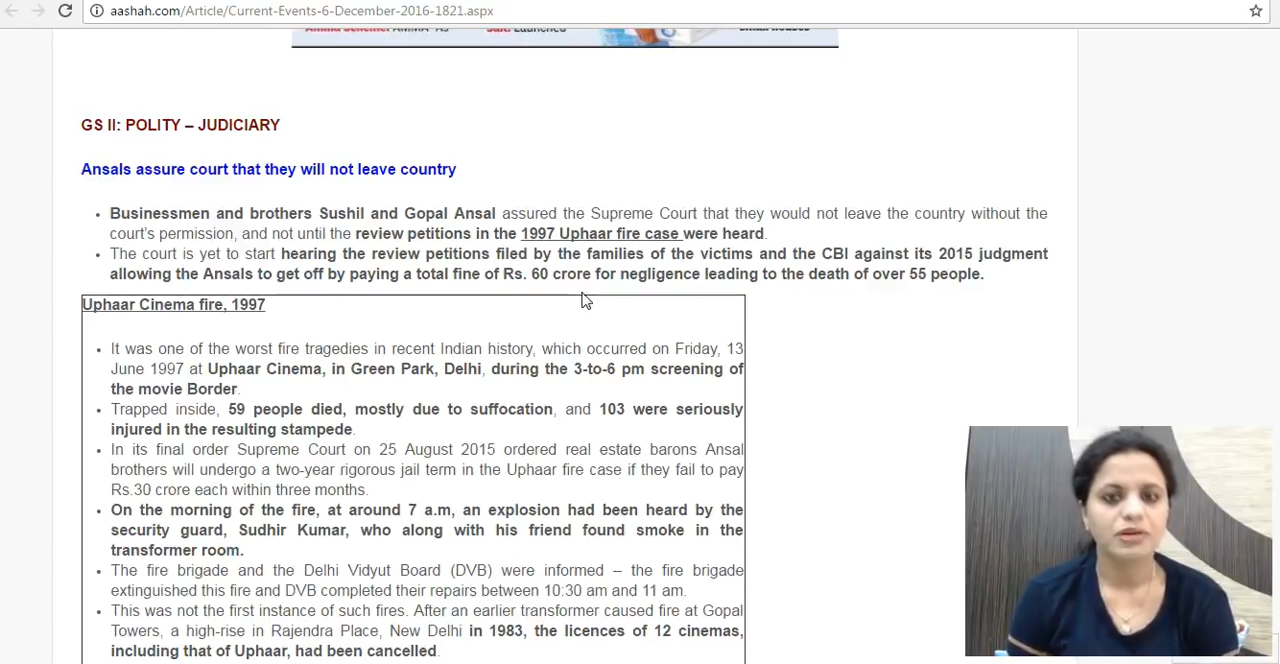 aashah.com/Article/Current-Events-6-December-2016-1821.aspx
GS II: POLITY – JUDICIARY
Ansals assure court that they will not leave country
• Businessmen and brothers Sushil and Gopal Ansal assured the Supreme Court that they would not leave the country without the
court's permission, and not until the review petitions in the 1997 Uphaar fire case were heard.
• The court is yet to start hearing the review petitions filed by the families of the victims and the CBI against its 2015 judgment
allowing the Ansals to get off by paying a total fine of Rs. 60 crore for negligence leading to the death of over 55 people.
Uphaar Cinema fire, 1997
• It was one of the worst fire tragedies in recent Indian history, which occurred on Friday, 13
June 1997 at Uphaar Cinema, in Green Park, Delhi, during the 3-to-6 pm screening of
the movie Border.
• Trapped inside, 59 people died, mostly due to suffocation, and 103 were seriously
injured in the resulting stampede.
• In its final order Supreme Court on 25 August 2015 ordered real estate barons Ansal
brothers will undergo a two-year rigorous jail term in the Uphaar fire case if they fail to pay
Rs.30 crore each within three months.
• On the morning of the fire, at around 7 a.m, an explosion had been heard by the
security guard, Sudhir Kumar, who along with his friend found smoke in the
transformer room.
• The fire brigade and the Delhi Vidyut Board (DVB) were informed – the fire brigade
extinguished this fire and DVB completed their repairs between 10:30 am and 11 am.
• This was not the first instance of such fires. After an earlier transformer caused fire at Gopal
Towers, a high-rise in Rajendra Place, New Delhi in 1983, the licences of 12 cinemas,
including that of Uphaar, had been cancelled.